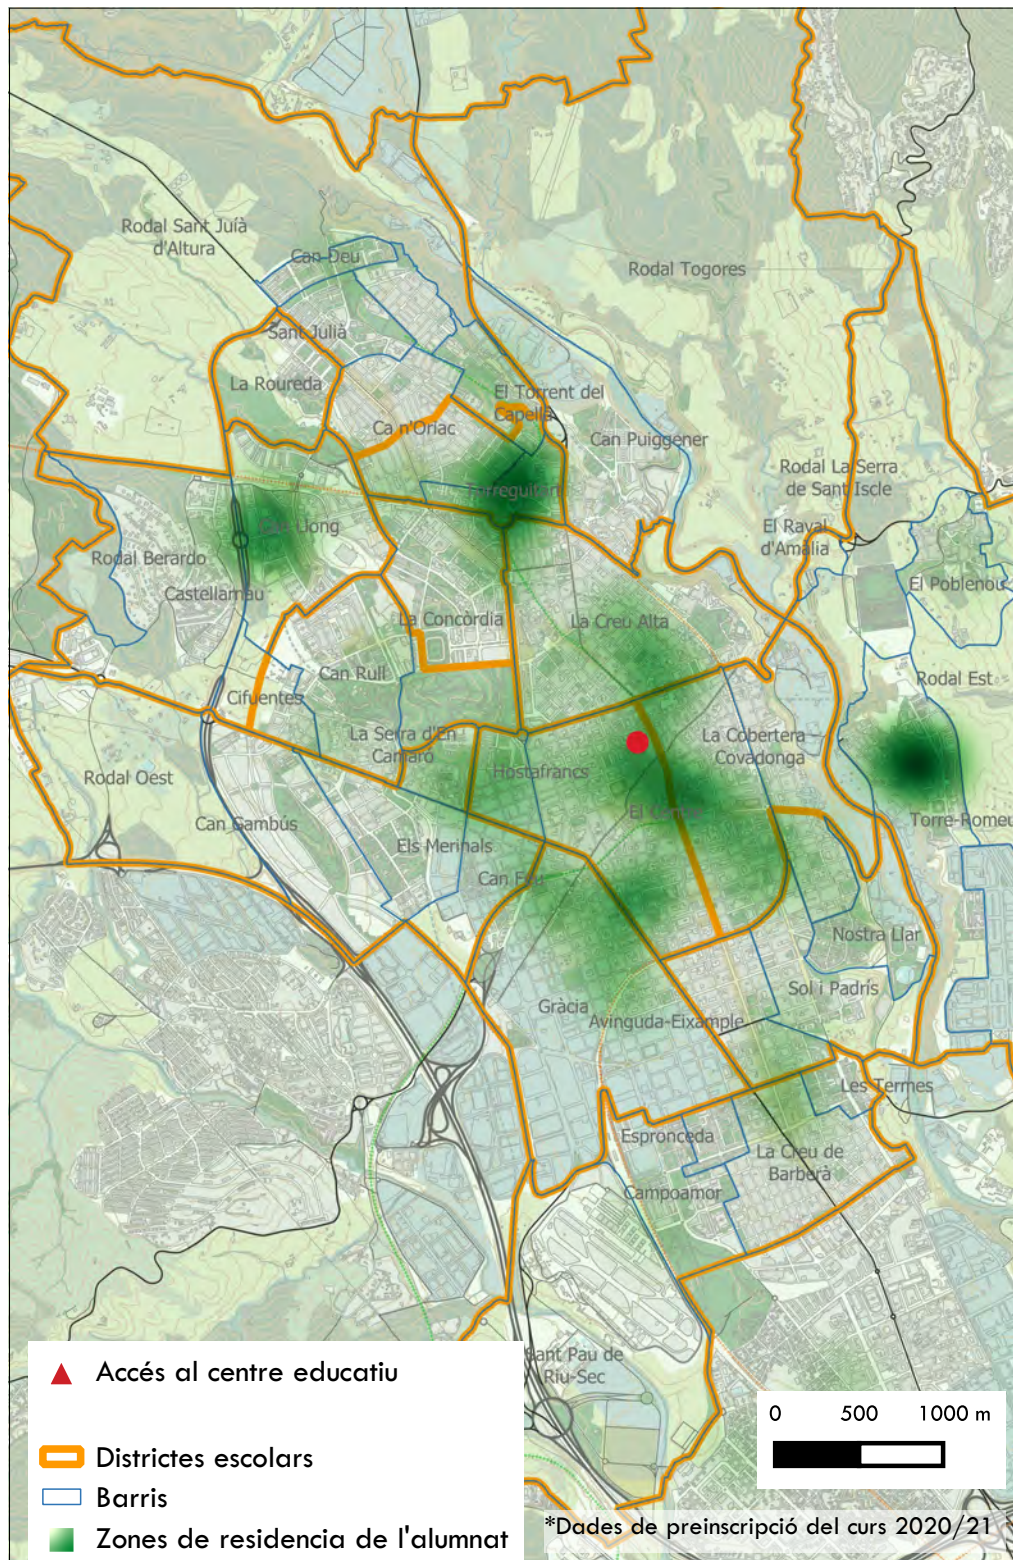 Rodal Sant Juíà
d'Altura
Can Deu
Rodal Togores
Sant Julià
La Roureda
El Torrent del
Capellà
Ca n'Oriac
Can Puiggener
Rodal La Serra
de Sant Iscle
Torreguitart
Can Llong
El Raval
d'Amàlia
Rodal Berardo
El Poblenou
Castellarnau
La Concòrdia
La Creu Alta
Can Rull
Rodal Est
Cifuentes
La Serra d'En
Camaró
La Cobertera
Covadonga
Rodal Oest
Hostafrancs
El Centre
Can Gambús
Torre-Romeu
Els Merinals
Can Feu
Nostra Llar
Sol i Padrís
Gràcia
Avinguda-Eixample
Les Termes
Espronceda
La Creu de
Barberà
Campoamor
Sant Pau de
Riu-Sec
Accés al centre educatiu
Districtes escolars
Barris
Zones de residencia de l'alumnat
0 500 1000 m
*Dades de preinscripció del curs 2020/21